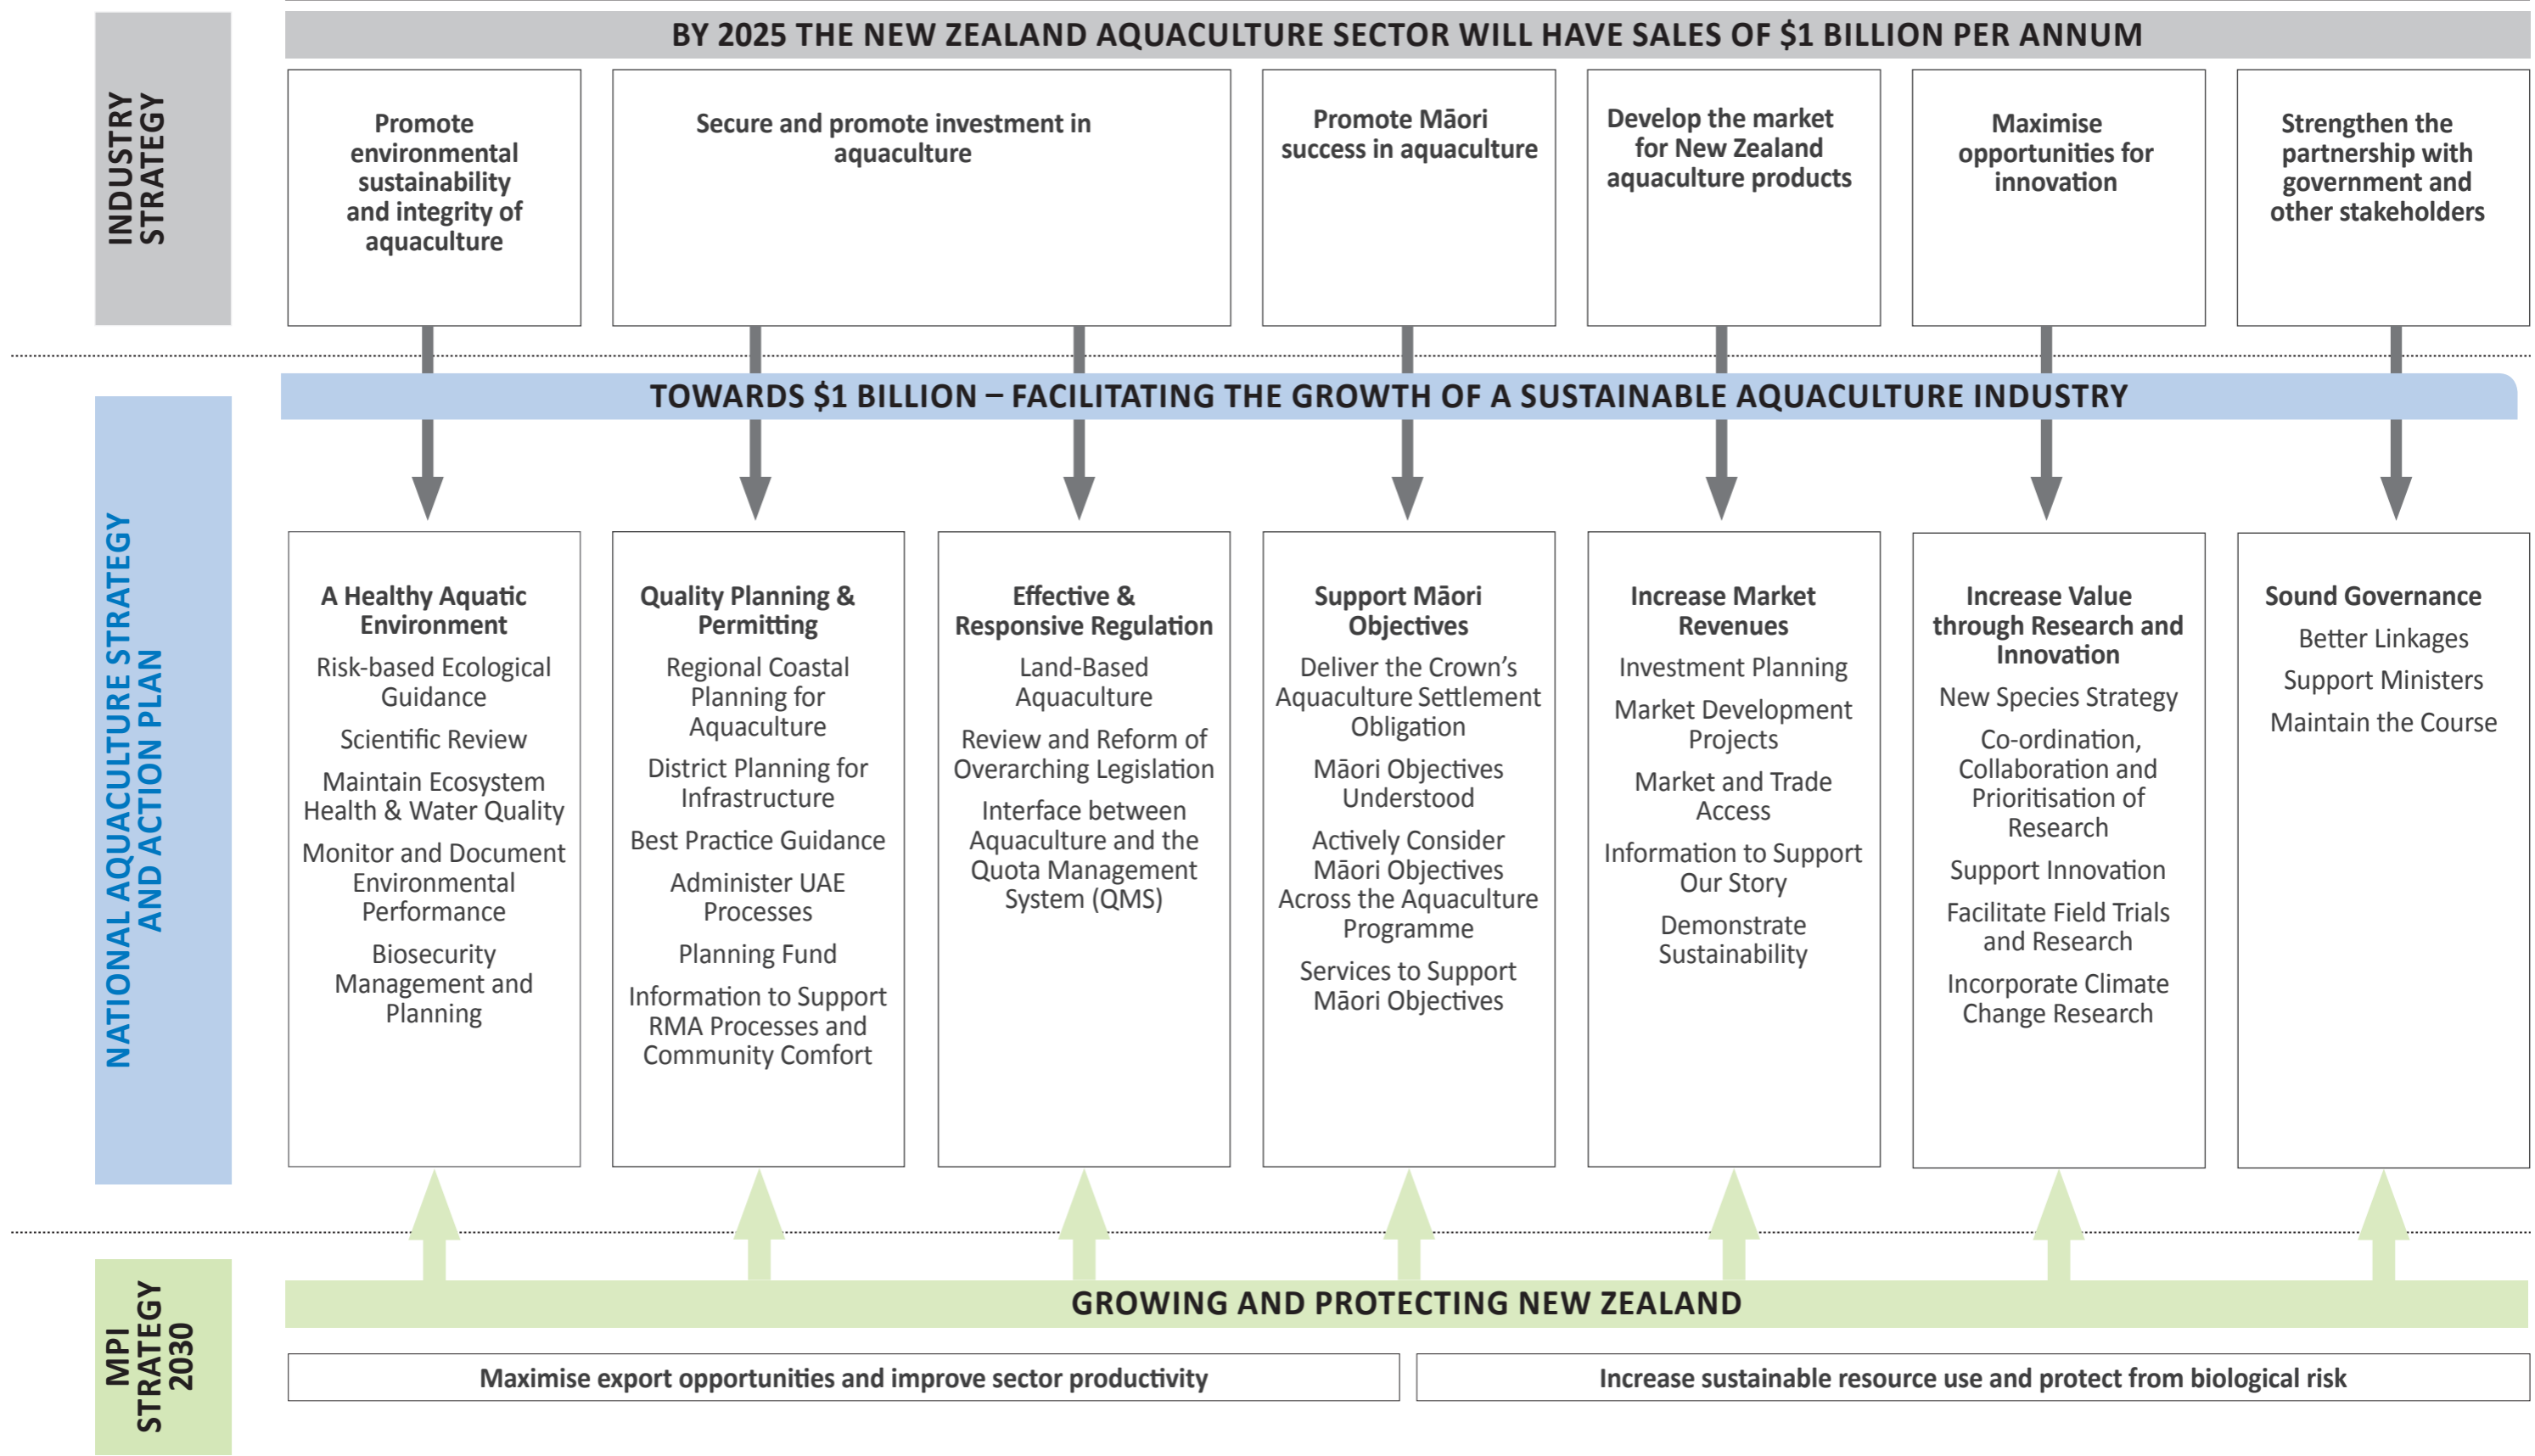 BY 2025 THE NEW ZEALAND AQUACULTURE SECTOR WILL HAVE SALES OF $1 BILLION PER ANNUM
INDUSTRY
STRATEGY
Promote
environmental
sustainability
and integrity of
aquaculture
Secure and promote investment in
aquaculture
Promote Māori
success in aquaculture
Develop the market
for New Zealand
aquaculture products
Maximise
opportunities for
innovation
Strengthen the
partnership with
government and
other stakeholders
TOWARDS $1 BILLION – FACILITATING THE GROWTH OF A SUSTAINABLE AQUACULTURE INDUSTRY
NATIONAL AQUACULTURE STRATEGY
AND ACTION PLAN
A Healthy Aquatic
Environment
Risk-based Ecological
Guidance
Scientific Review
Maintain Ecosystem
Health & Water Quality
Monitor and Document
Environmental
Performance
Biosecurity
Management and
Planning
Quality Planning &
Permitting
Regional Coastal
Planning for
Aquaculture
District Planning for
Infrastructure
Best Practice Guidance
Administer UAE
Processes
Planning Fund
Information to Support
RMA Processes and
Community Comfort
Effective &
Responsive Regulation
Land-Based
Aquaculture
Review and Reform of
Overarching Legislation
Interface between
Aquaculture and the
Quota Management
System (QMS)
Support Māori
Objectives
Deliver the Crown’s
Aquaculture Settlement
Obligation
Māori Objectives
Understood
Actively Consider
Māori Objectives
Across the Aquaculture
Programme
Services to Support
Māori Objectives
Increase Market
Revenues
Investment Planning
Market Development
Projects
Market and Trade
Access
Information to Support
Our Story
Demonstrate
Sustainability
Increase Value
through Research and
Innovation
New Species Strategy
Co-ordination,
Collaboration and
Prioritisation of
Research
Support Innovation
Facilitate Field Trials
and Research
Incorporate Climate
Change Research
Sound Governance
Better Linkages
Support Ministers
Maintain the Course
MPI
STRATEGY
2030
GROWING AND PROTECTING NEW ZEALAND
Maximise export opportunities and improve sector productivity
Increase sustainable resource use and protect from biological risk